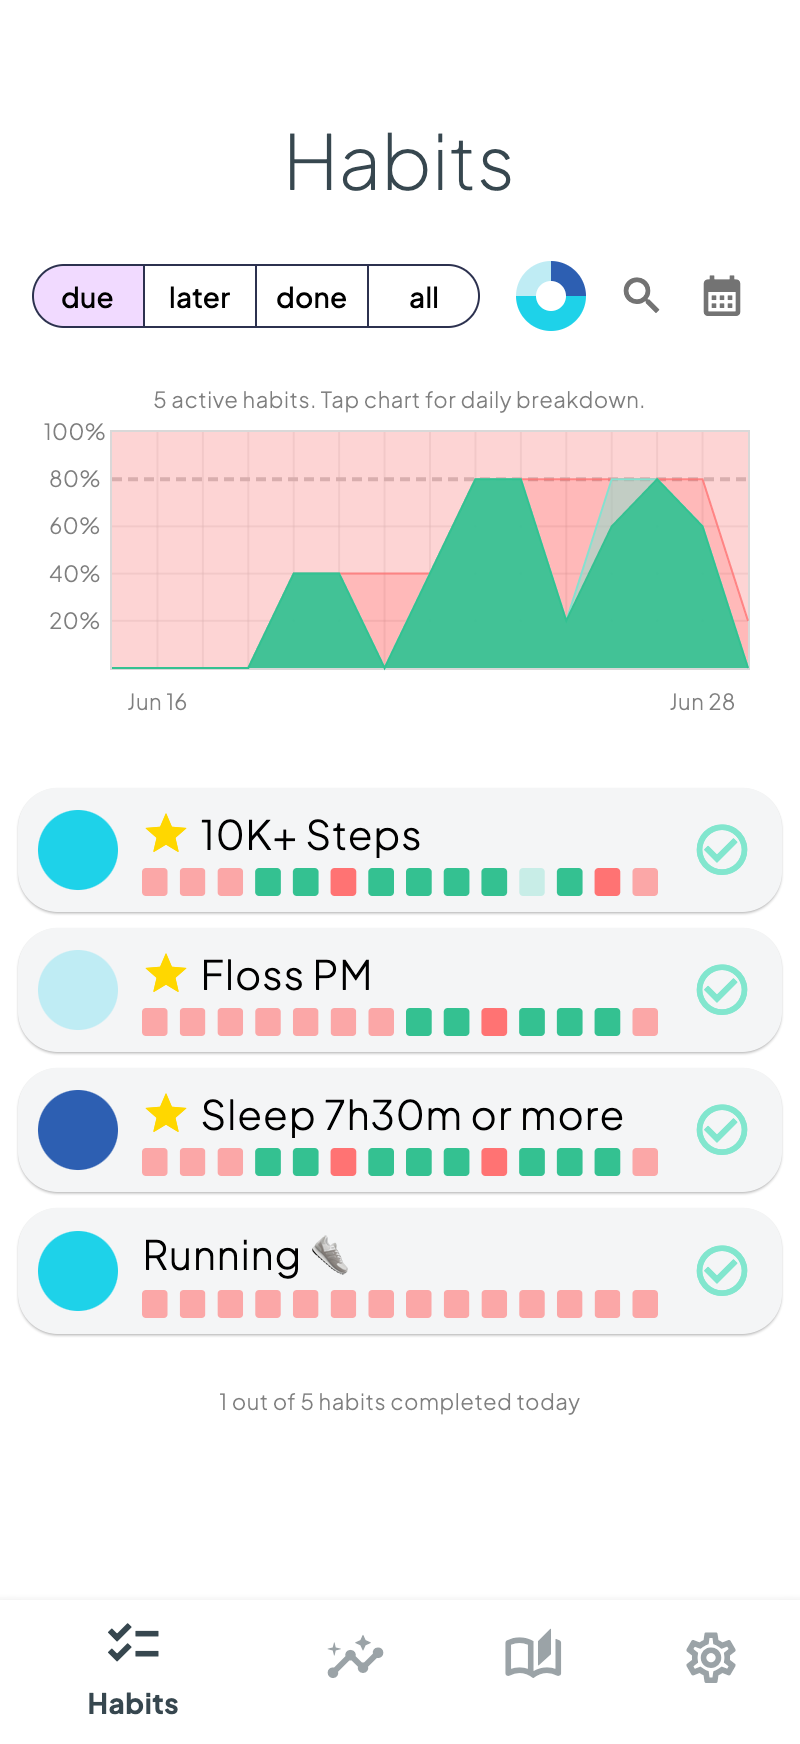 Habits
due later done all
5 active habits. Tap chart for daily breakdown.
100%
80%
60%
40%
20%
Jun 16 Jun 28
10K+ Steps
Floss PM
Sleep 7h30m or more
Running 👟
1 out of 5 habits completed today
Habits